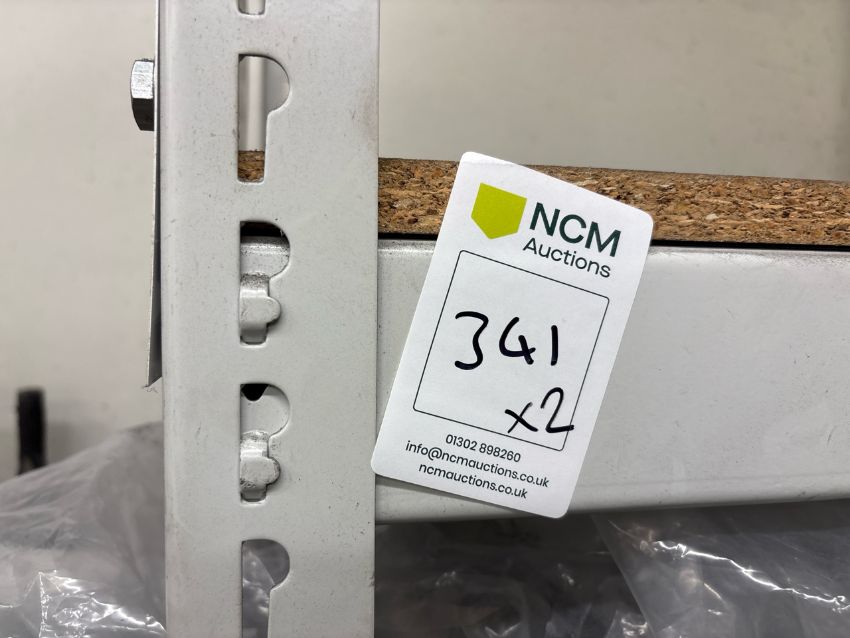 NCM
Auctions
341
x2
01302 898260
info@ncmauctions.co.uk
ncmauctions.co.uk